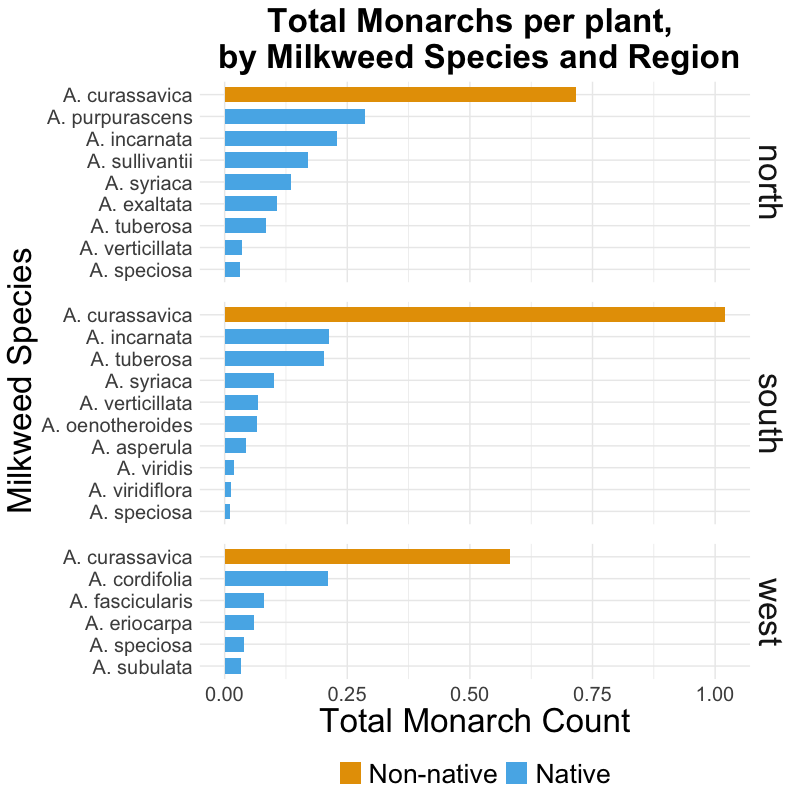 Total Monarchs per plant,
by Milkweed Species and Region
Milkweed Species
A. curassavica
A. purpurascens
A. incarnata
A. sullivantii
A. syriaca
A. exaltata
A. tuberosa
A. verticillata
A. speciosa
north
A. curassavica
A. incarnata
A. tuberosa
A. syriaca
A. verticillata
A. oenotheroides
A. asperula
A. viridis
A. viridiflora
A. speciosa
south
A. curassavica
A. cordifolia
A. fascicularis
A. eriocarpa
A. speciosa
A. subulata
west
0.00 0.25 0.50 0.75 1.00
Total Monarch Count
Non-native Native